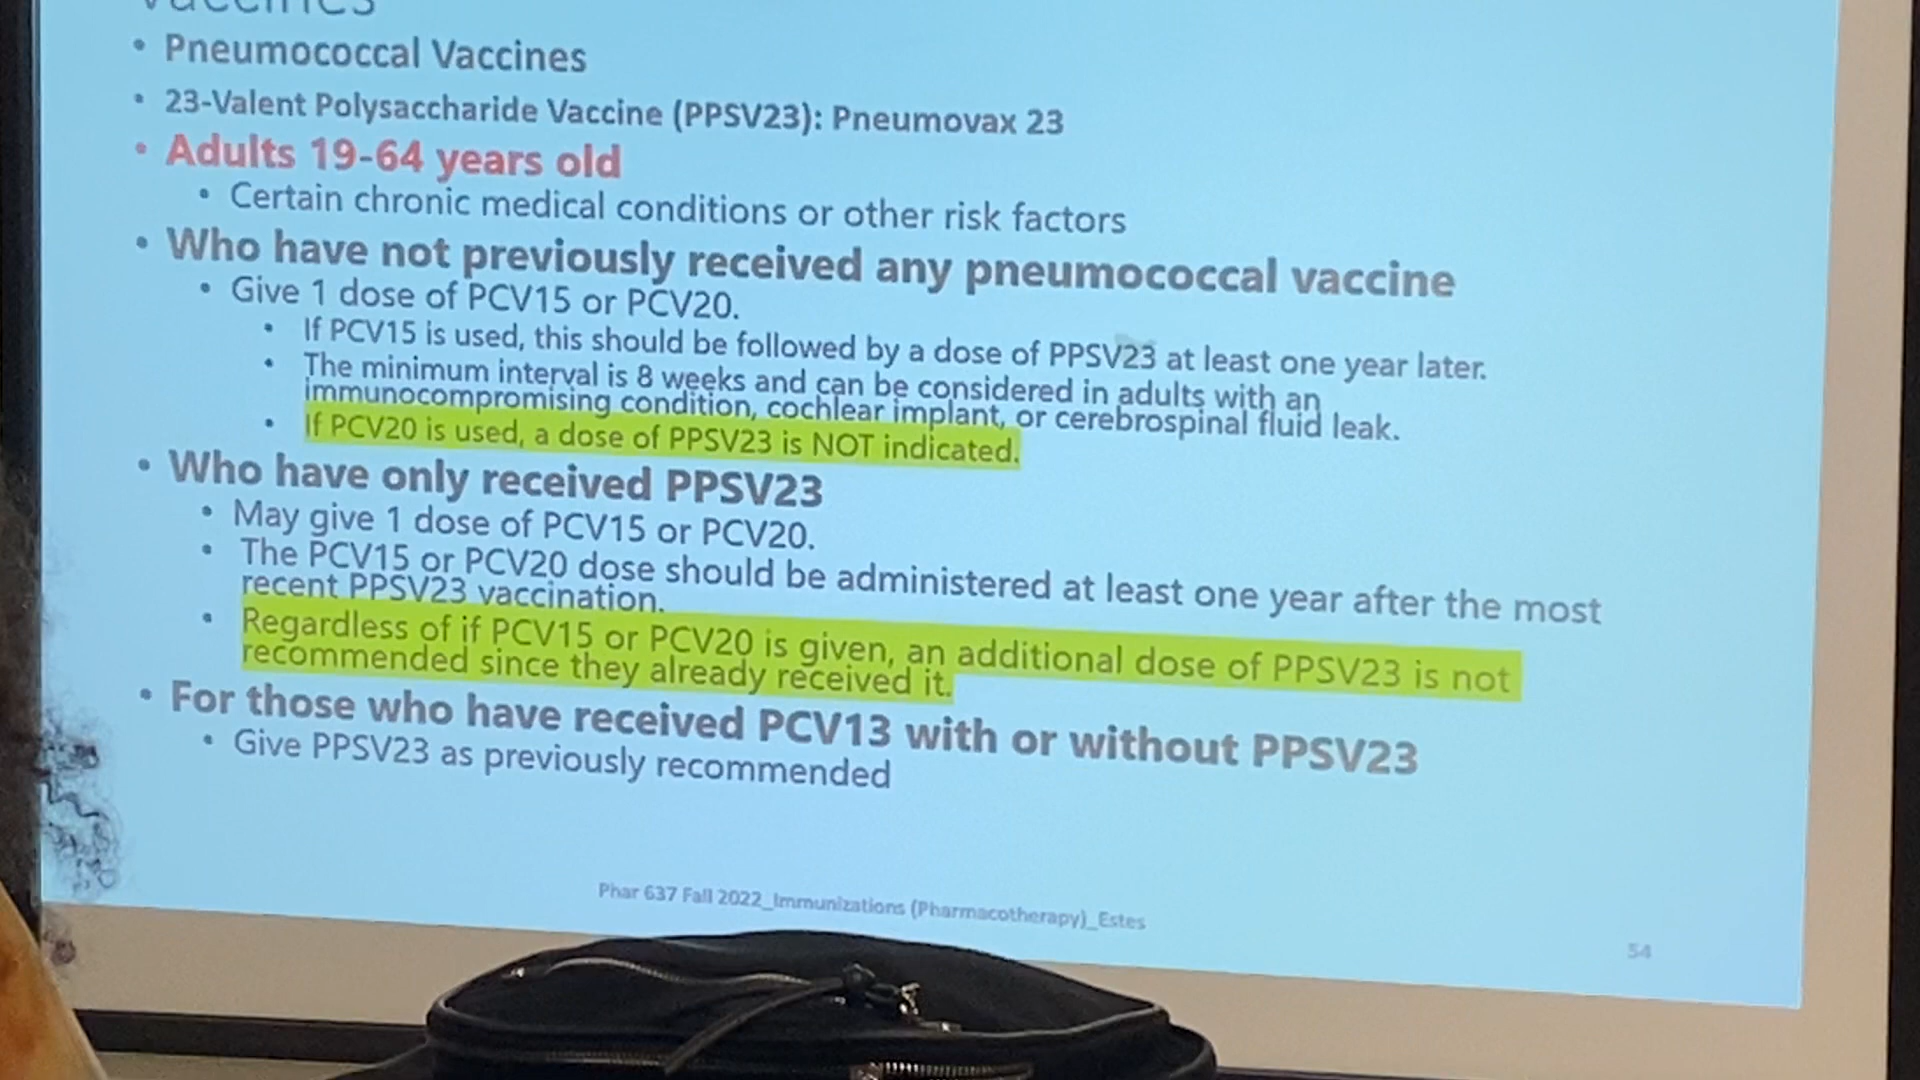 Vaccines
• Pneumococcal Vaccines
• 23-Valent Polysaccharide Vaccine (PPSV23): Pneumovax 23
• Adults 19-64 years old
• Certain chronic medical conditions or other risk factors
• Who have not previously received any pneumococcal vaccine
• Give 1 dose of PCV15 or PCV20.
• If PCV15 is used, this should be followed by a dose of PPSV23 at least one year later.
• The minimum interval is 8 weeks and can be considered in adults with an
immunocompromising condition, cochlear implant, or cerebrospinal fluid leak.
• If PCV20 is used, a dose of PPSV23 is NOT indicated.
• Who have only received PPSV23
• May give 1 dose of PCV15 or PCV20.
• The PCV15 or PCV20 dose should be administered at least one year after the most
recent PPSV23 vaccination.
• Regardless of if PCV15 or PCV20 is given, an additional dose of PPSV23 is not
recommended since they already received it.
• For those who have received PCV13 with or without PPSV23
• Give PPSV23 as previously recommended
Phar 637 Fall 2022_Immunizations (Pharmacotherapy)_Estes
54